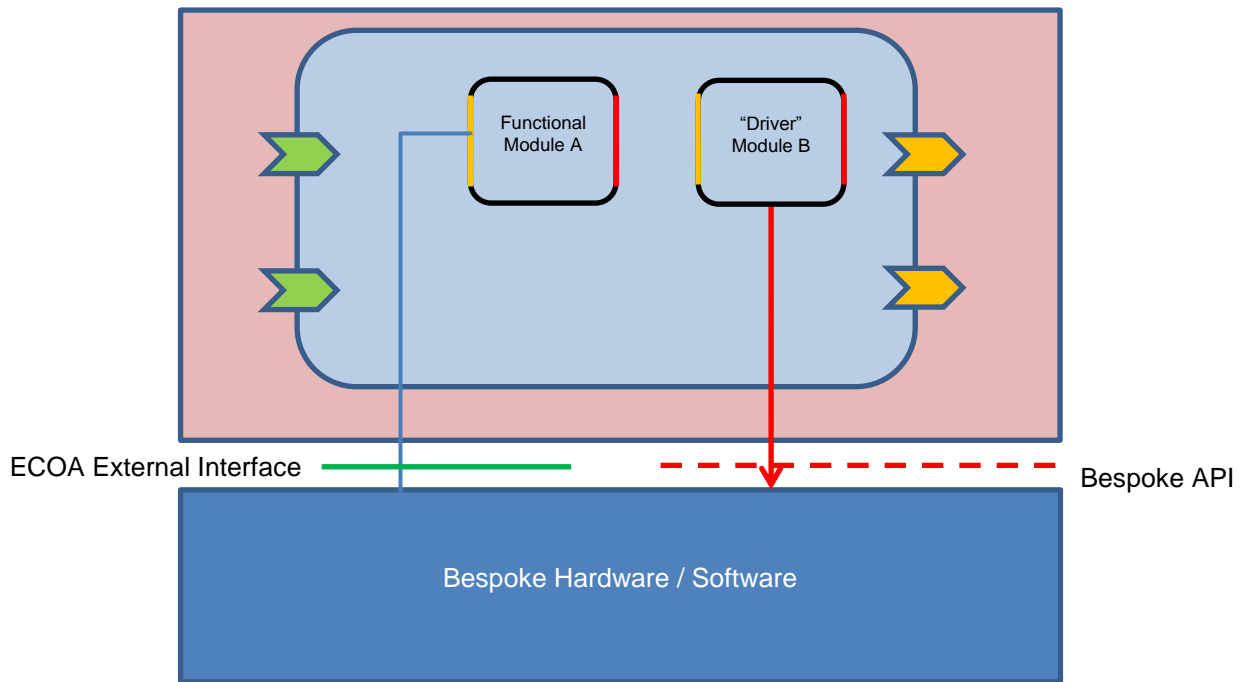 Functional
Module A
“Driver”
Module B
ECOA External Interface
Bespoke API
Bespoke Hardware / Software